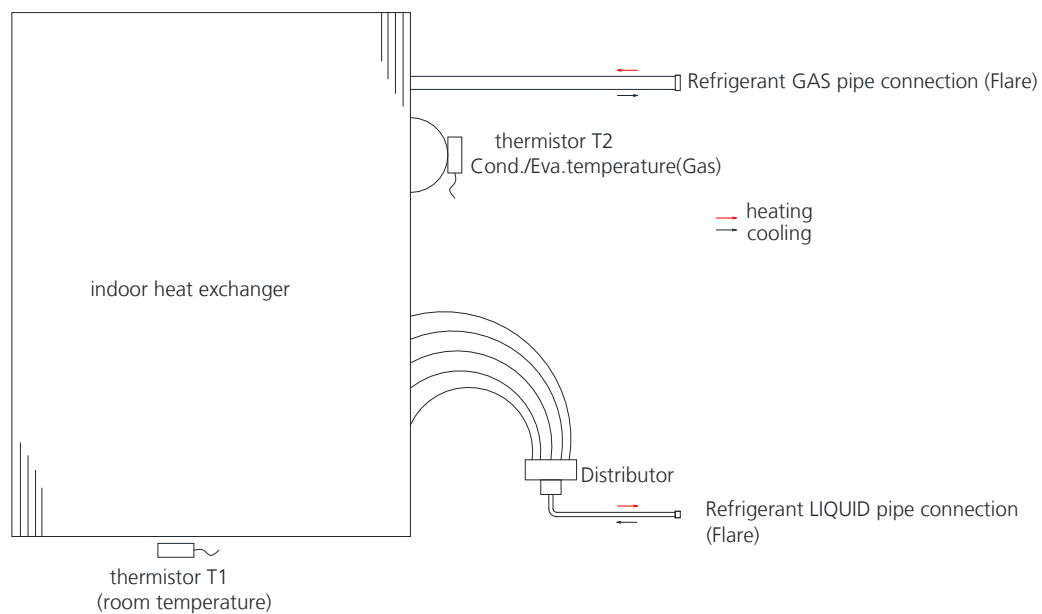 Refrigerant GAS pipe connection (Flare)
thermistor T2
Cond./Eva.temperature(Gas)
heating
cooling
indoor heat exchanger
Distributor
Refrigerant LIQUID pipe connection
(Flare)
thermistor T1
(room temperature)